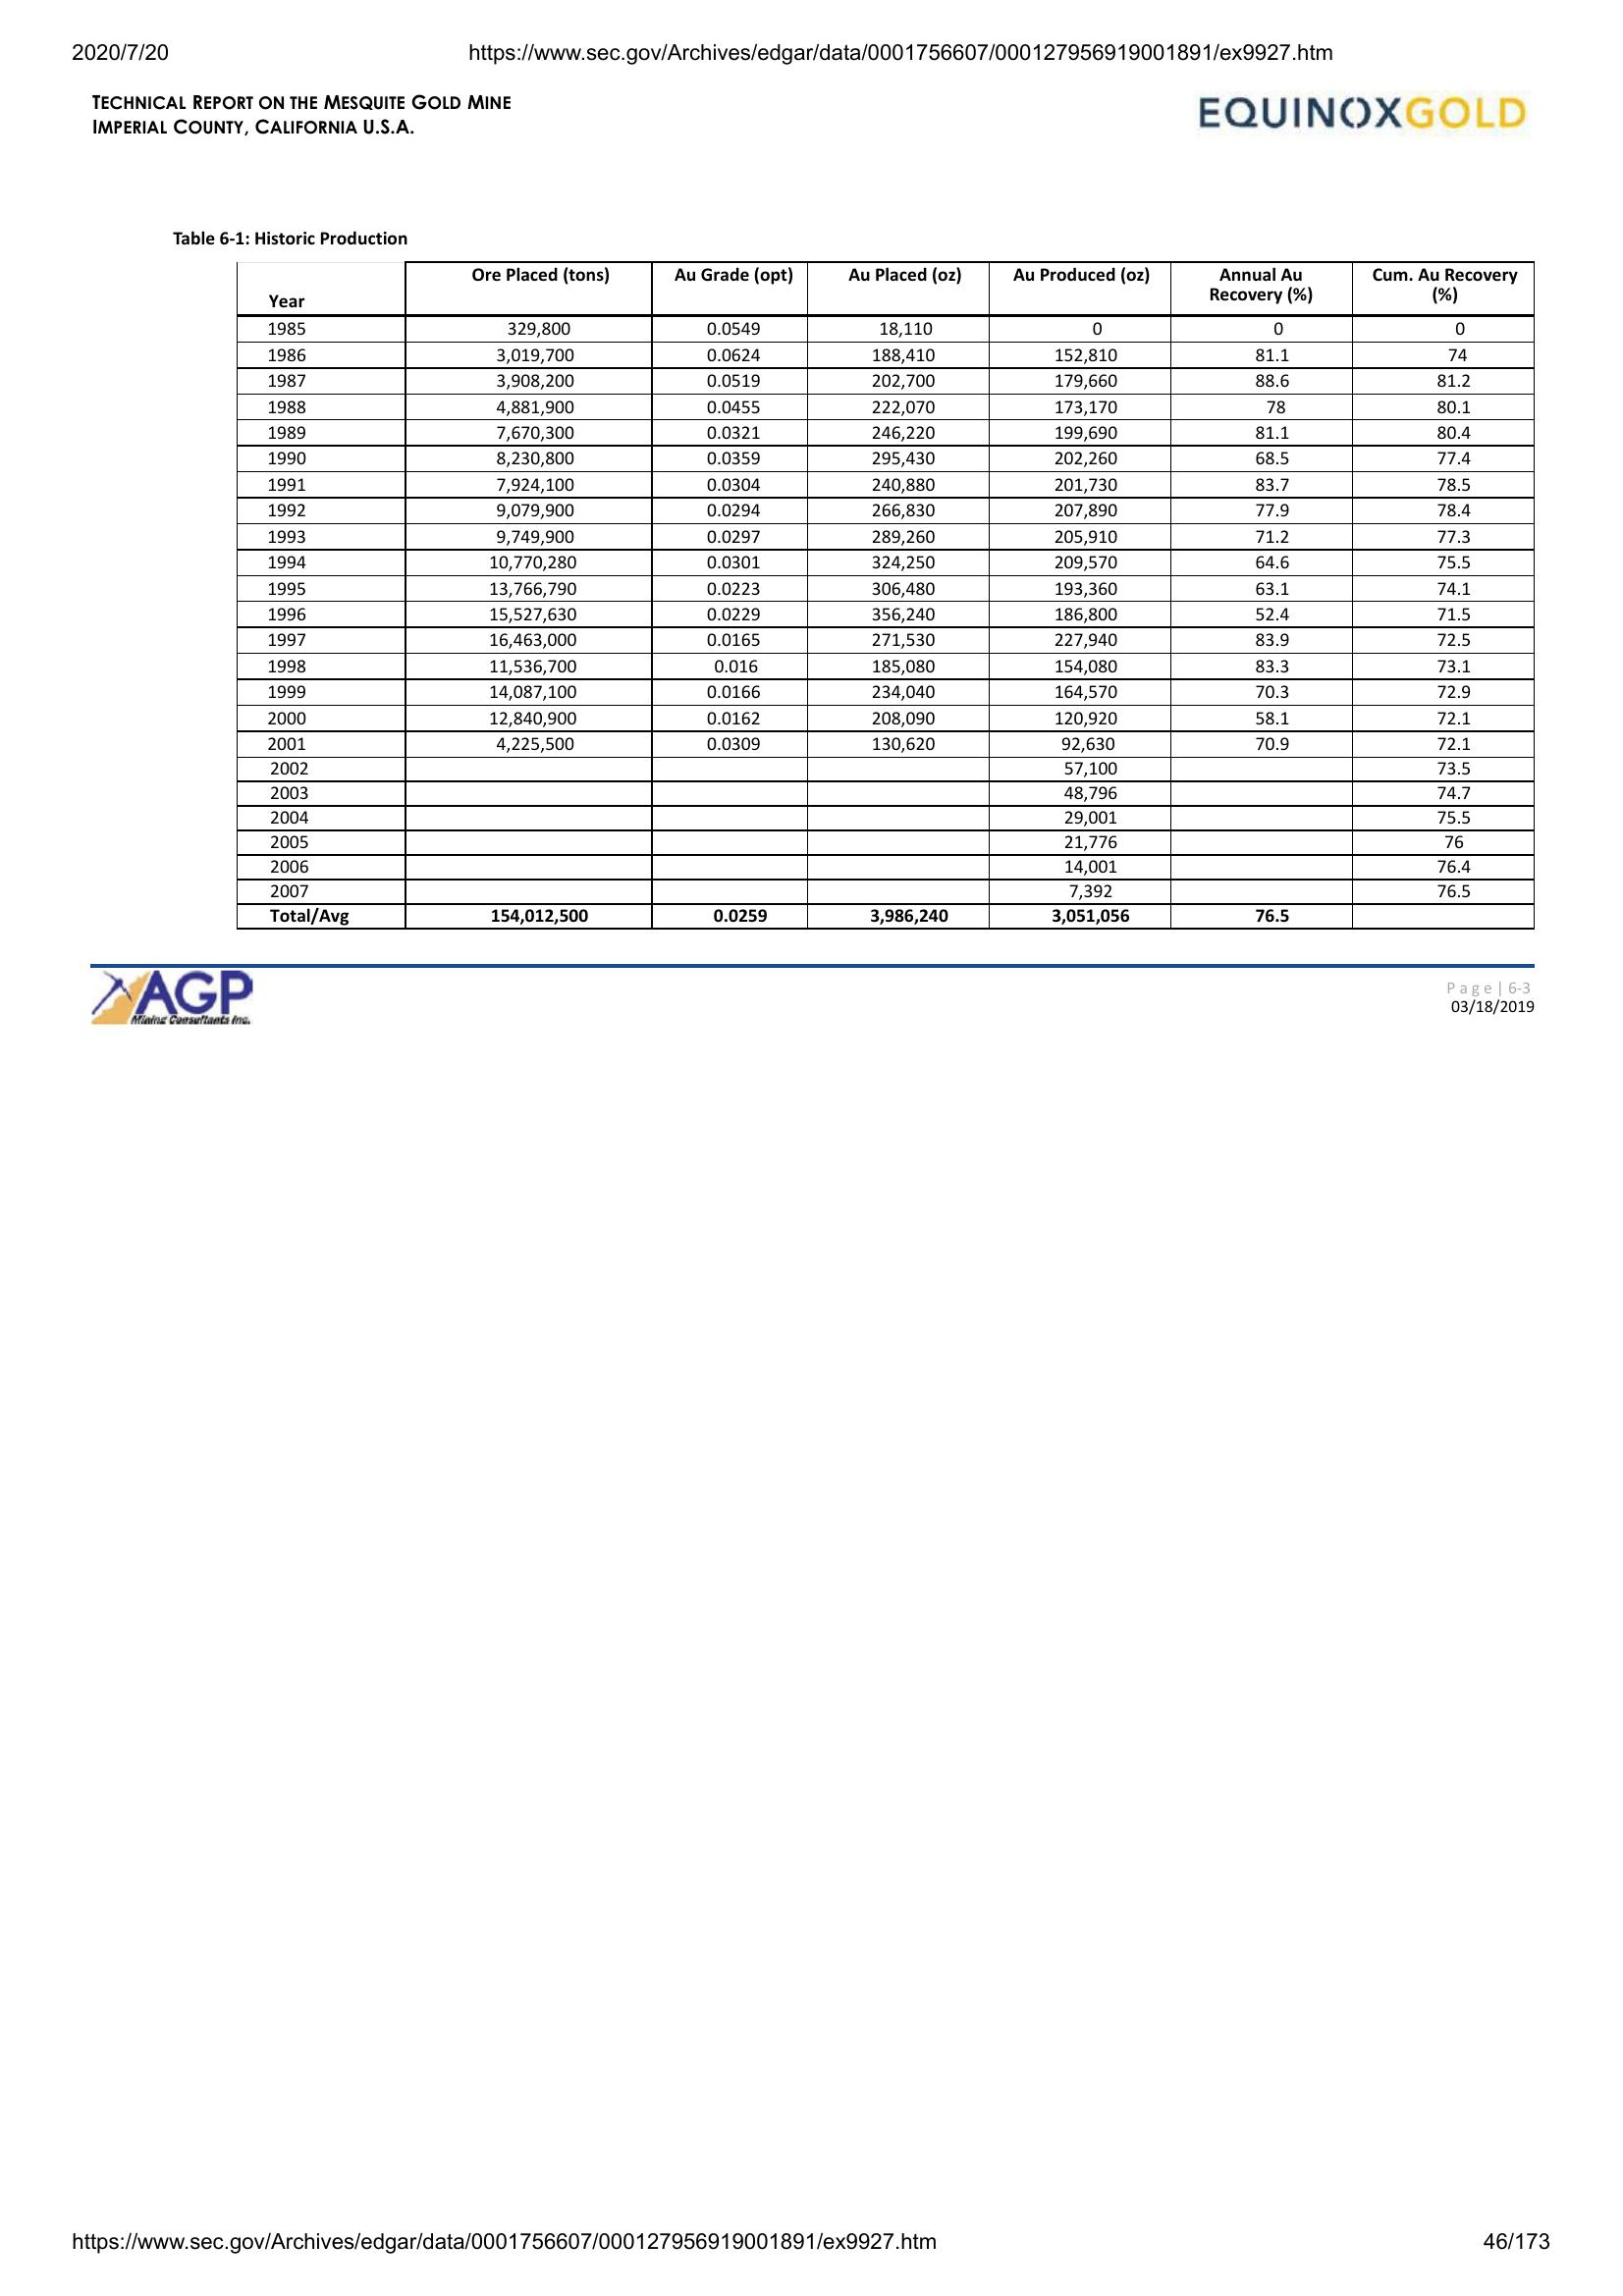 2020/7/20 https://www.sec.gov/Archives/edgar/data/0001756607/000127956919001891/ex9927.htm
TECHNICAL REPORT ON THE MESQUITE GOLD MINE
IMPERIAL COUNTY, CALIFORNIA U.S.A.
EQUINOXGOLD
Table 6-1: Historic Production
Year Ore Placed (tons) Au Grade (opt) Au Placed (oz) Au Produced (oz) Annual Au Recovery (%) Cum. Au Recovery (%)
1985 329,800 0.0549 18,110 0 0 0
1986 3,019,700 0.0624 188,410 152,810 81.1 74
1987 3,908,200 0.0519 202,700 179,660 88.6 81.2
1988 4,881,900 0.0455 222,070 173,170 78 80.1
1989 7,670,300 0.0321 246,220 199,690 81.1 80.4
1990 8,230,800 0.0359 295,430 202,260 68.5 77.4
1991 7,924,100 0.0304 240,880 201,730 83.7 78.5
1992 9,079,900 0.0294 266,830 207,890 77.9 78.4
1993 9,749,900 0.0297 289,260 205,910 71.2 77.3
1994 10,770,280 0.0301 324,250 209,570 64.6 75.5
1995 13,766,790 0.0223 306,480 193,360 63.1 74.1
1996 15,527,630 0.0229 356,240 186,800 52.4 71.5
1997 16,463,000 0.0165 271,530 227,940 83.9 72.5
1998 11,536,700 0.016 185,080 154,080 83.3 73.1
1999 14,087,100 0.0166 234,040 164,570 70.3 72.9
2000 12,840,900 0.0162 208,090 120,920 58.1 72.1
2001 4,225,500 0.0309 130,620 92,630 70.9 72.1
2002 57,100 73.5
2003 48,796 74.7
2004 29,001 75.5
2005 21,776 76
2006 14,001 76.4
2007 7,392 76.5
Total/Avg 154,012,500 0.0259 3,986,240 3,051,056 76.5
AGP
Mining Consultants Inc.
Page| 6-3
03/18/2019
https://www.sec.gov/Archives/edgar/data/0001756607/000127956919001891/ex9927.htm 46/173